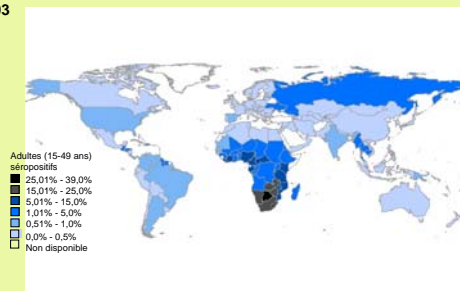 03
Adultes (15-49 ans)
séropositifs
25,01% - 39,0%
15,01% - 25,0%
5,01% - 15,0%
1,01% - 5,0%
0,51% - 1,0%
0,0% - 0,5%
Non disponible